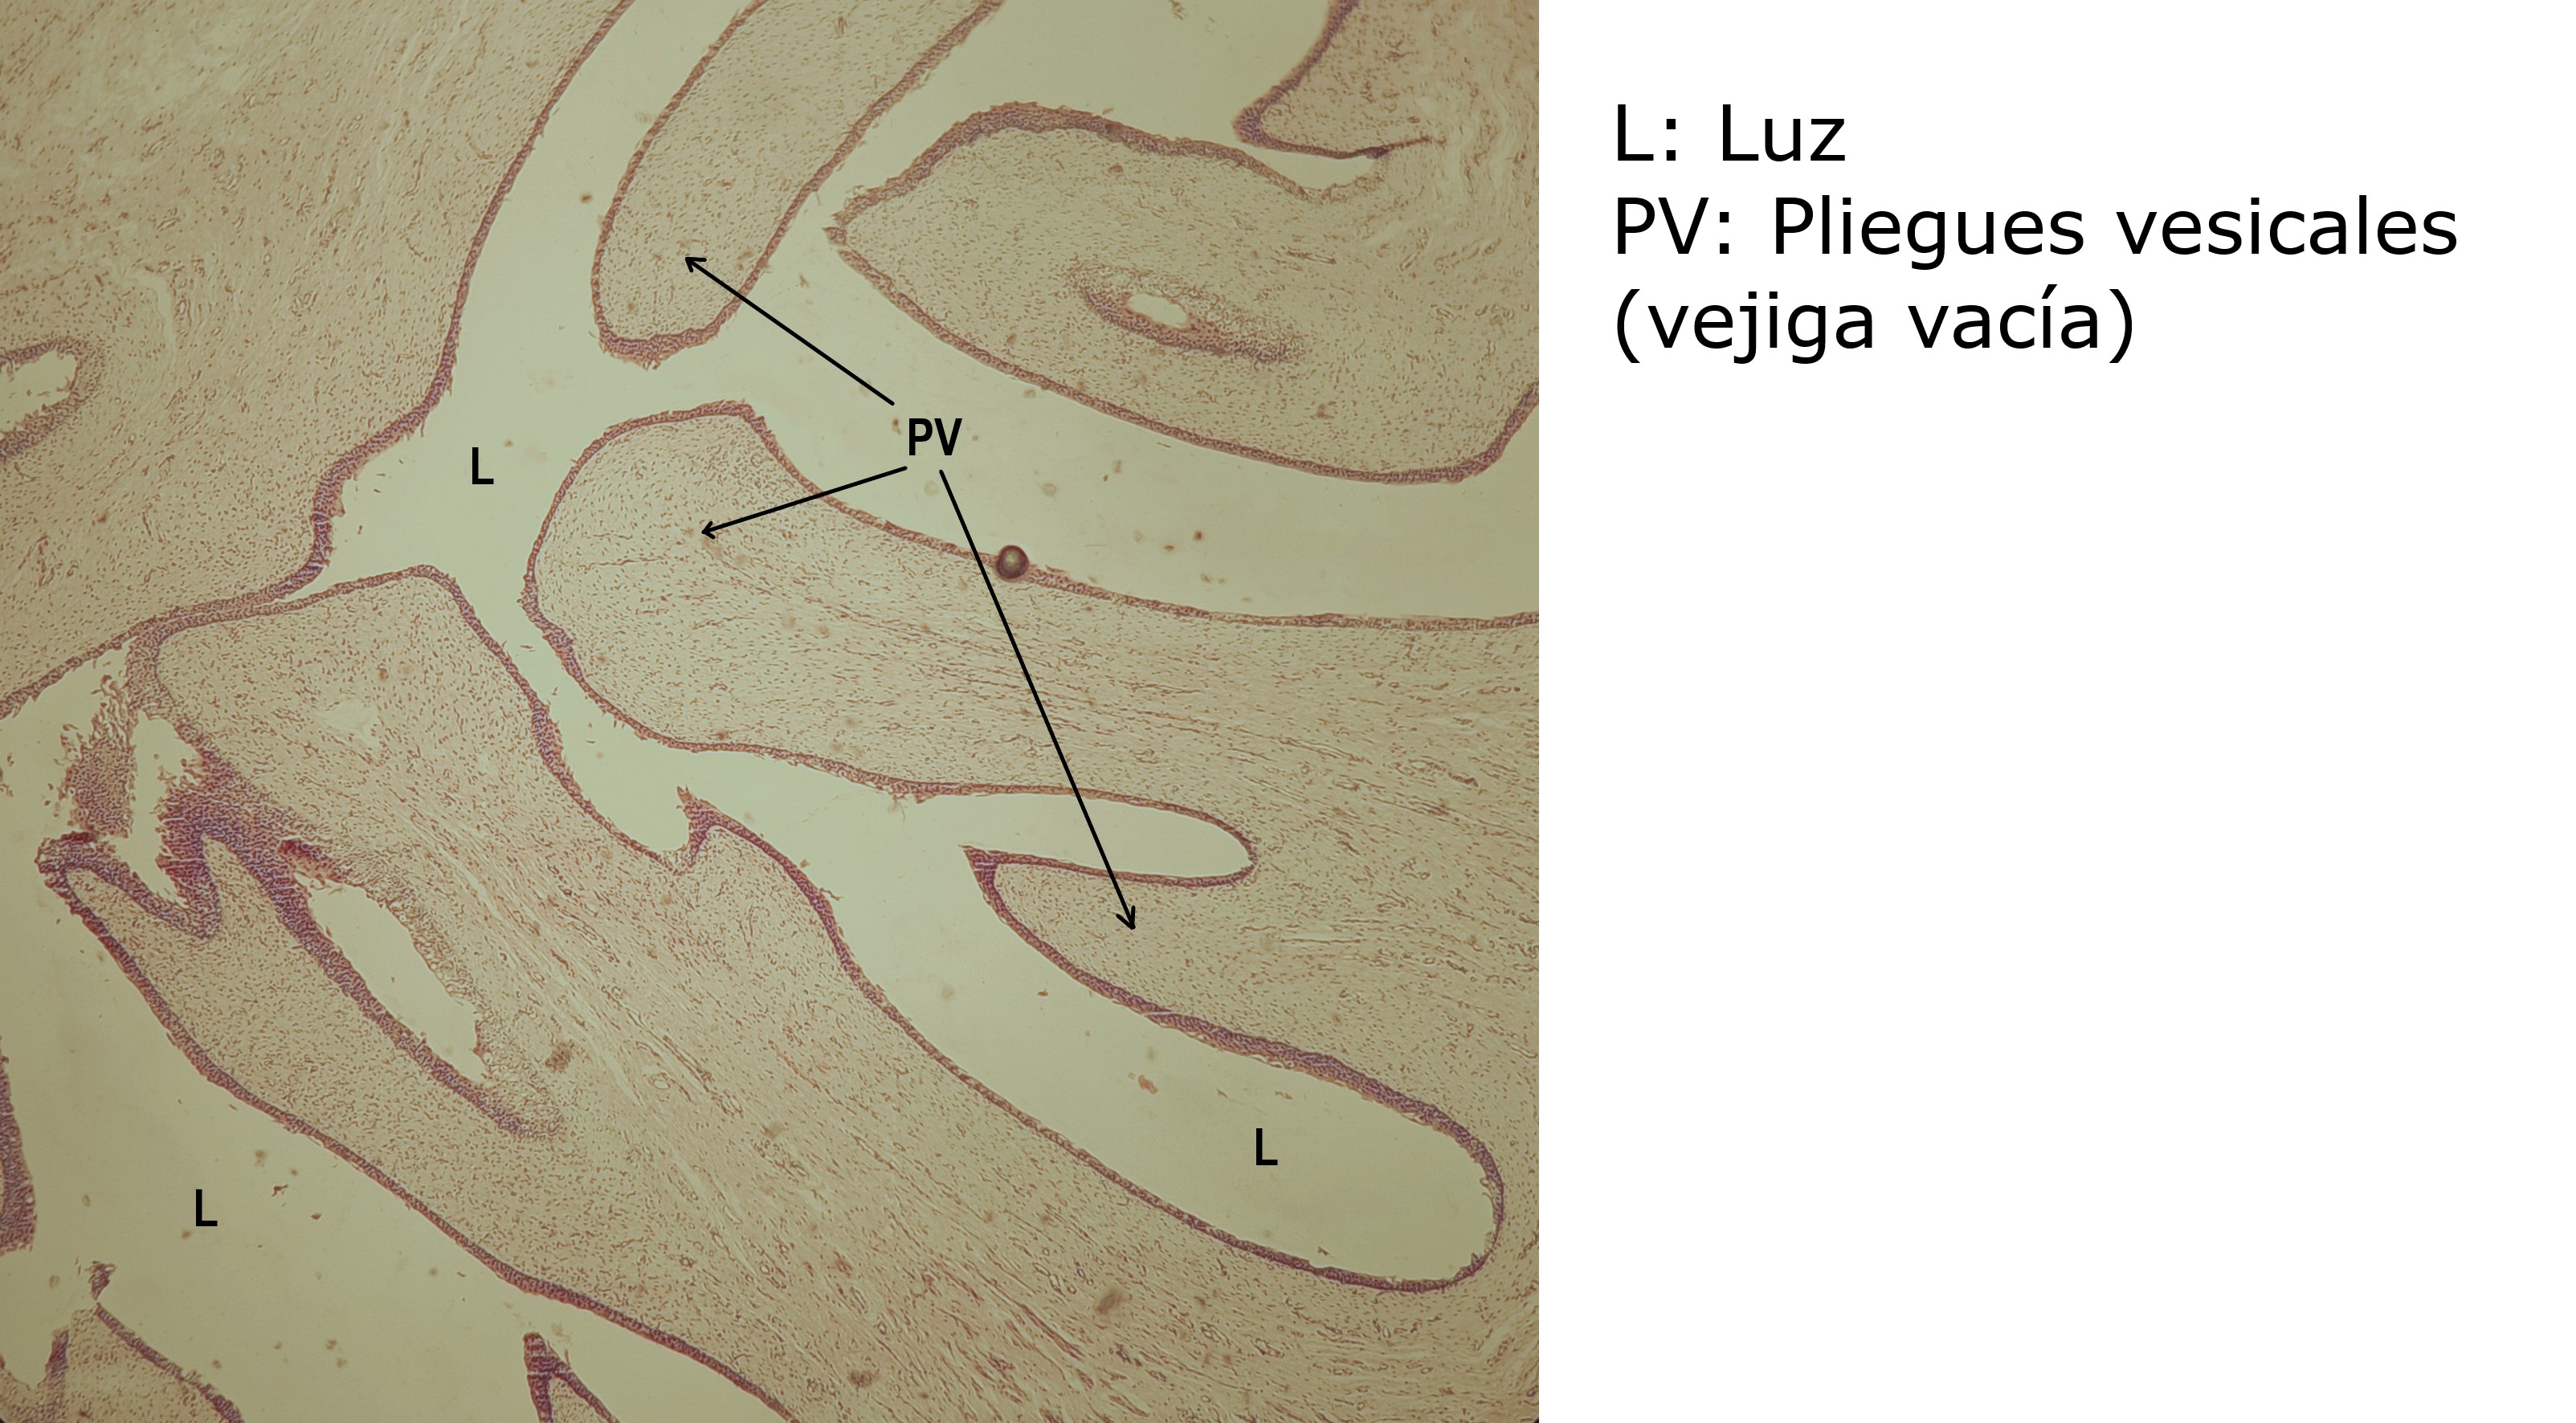 L: Luz
PV: Pliegues vesicales
(vejiga vacía)
PV
L
L
L